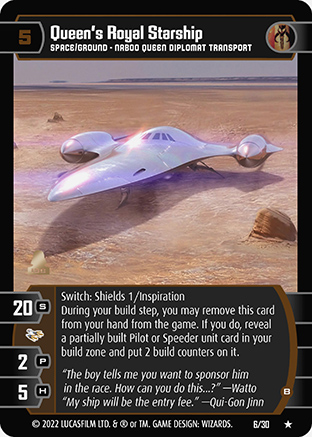 5
Queen's Royal Starship
SPACE/GROUND - NABOO QUEEN DIPLOMAT TRANSPORT
20 S
Switch: Shields 1/Inspiration
During your build step, you may remove this card
from your hand from the game. If you do, reveal
a partially built Pilot or Speeder unit card in your
build zone and put 2 build counters on it.
2 P
5 H
“The boy tells me you want to sponsor him
in the race. How can you do this...?” —Watto
“My ship will be the entry fee.” —Qui-Gon Jinn
B
© 2022 LUCASFILM LTD. & ® or TM. GAME DESIGN: WIZARDS.
6/30